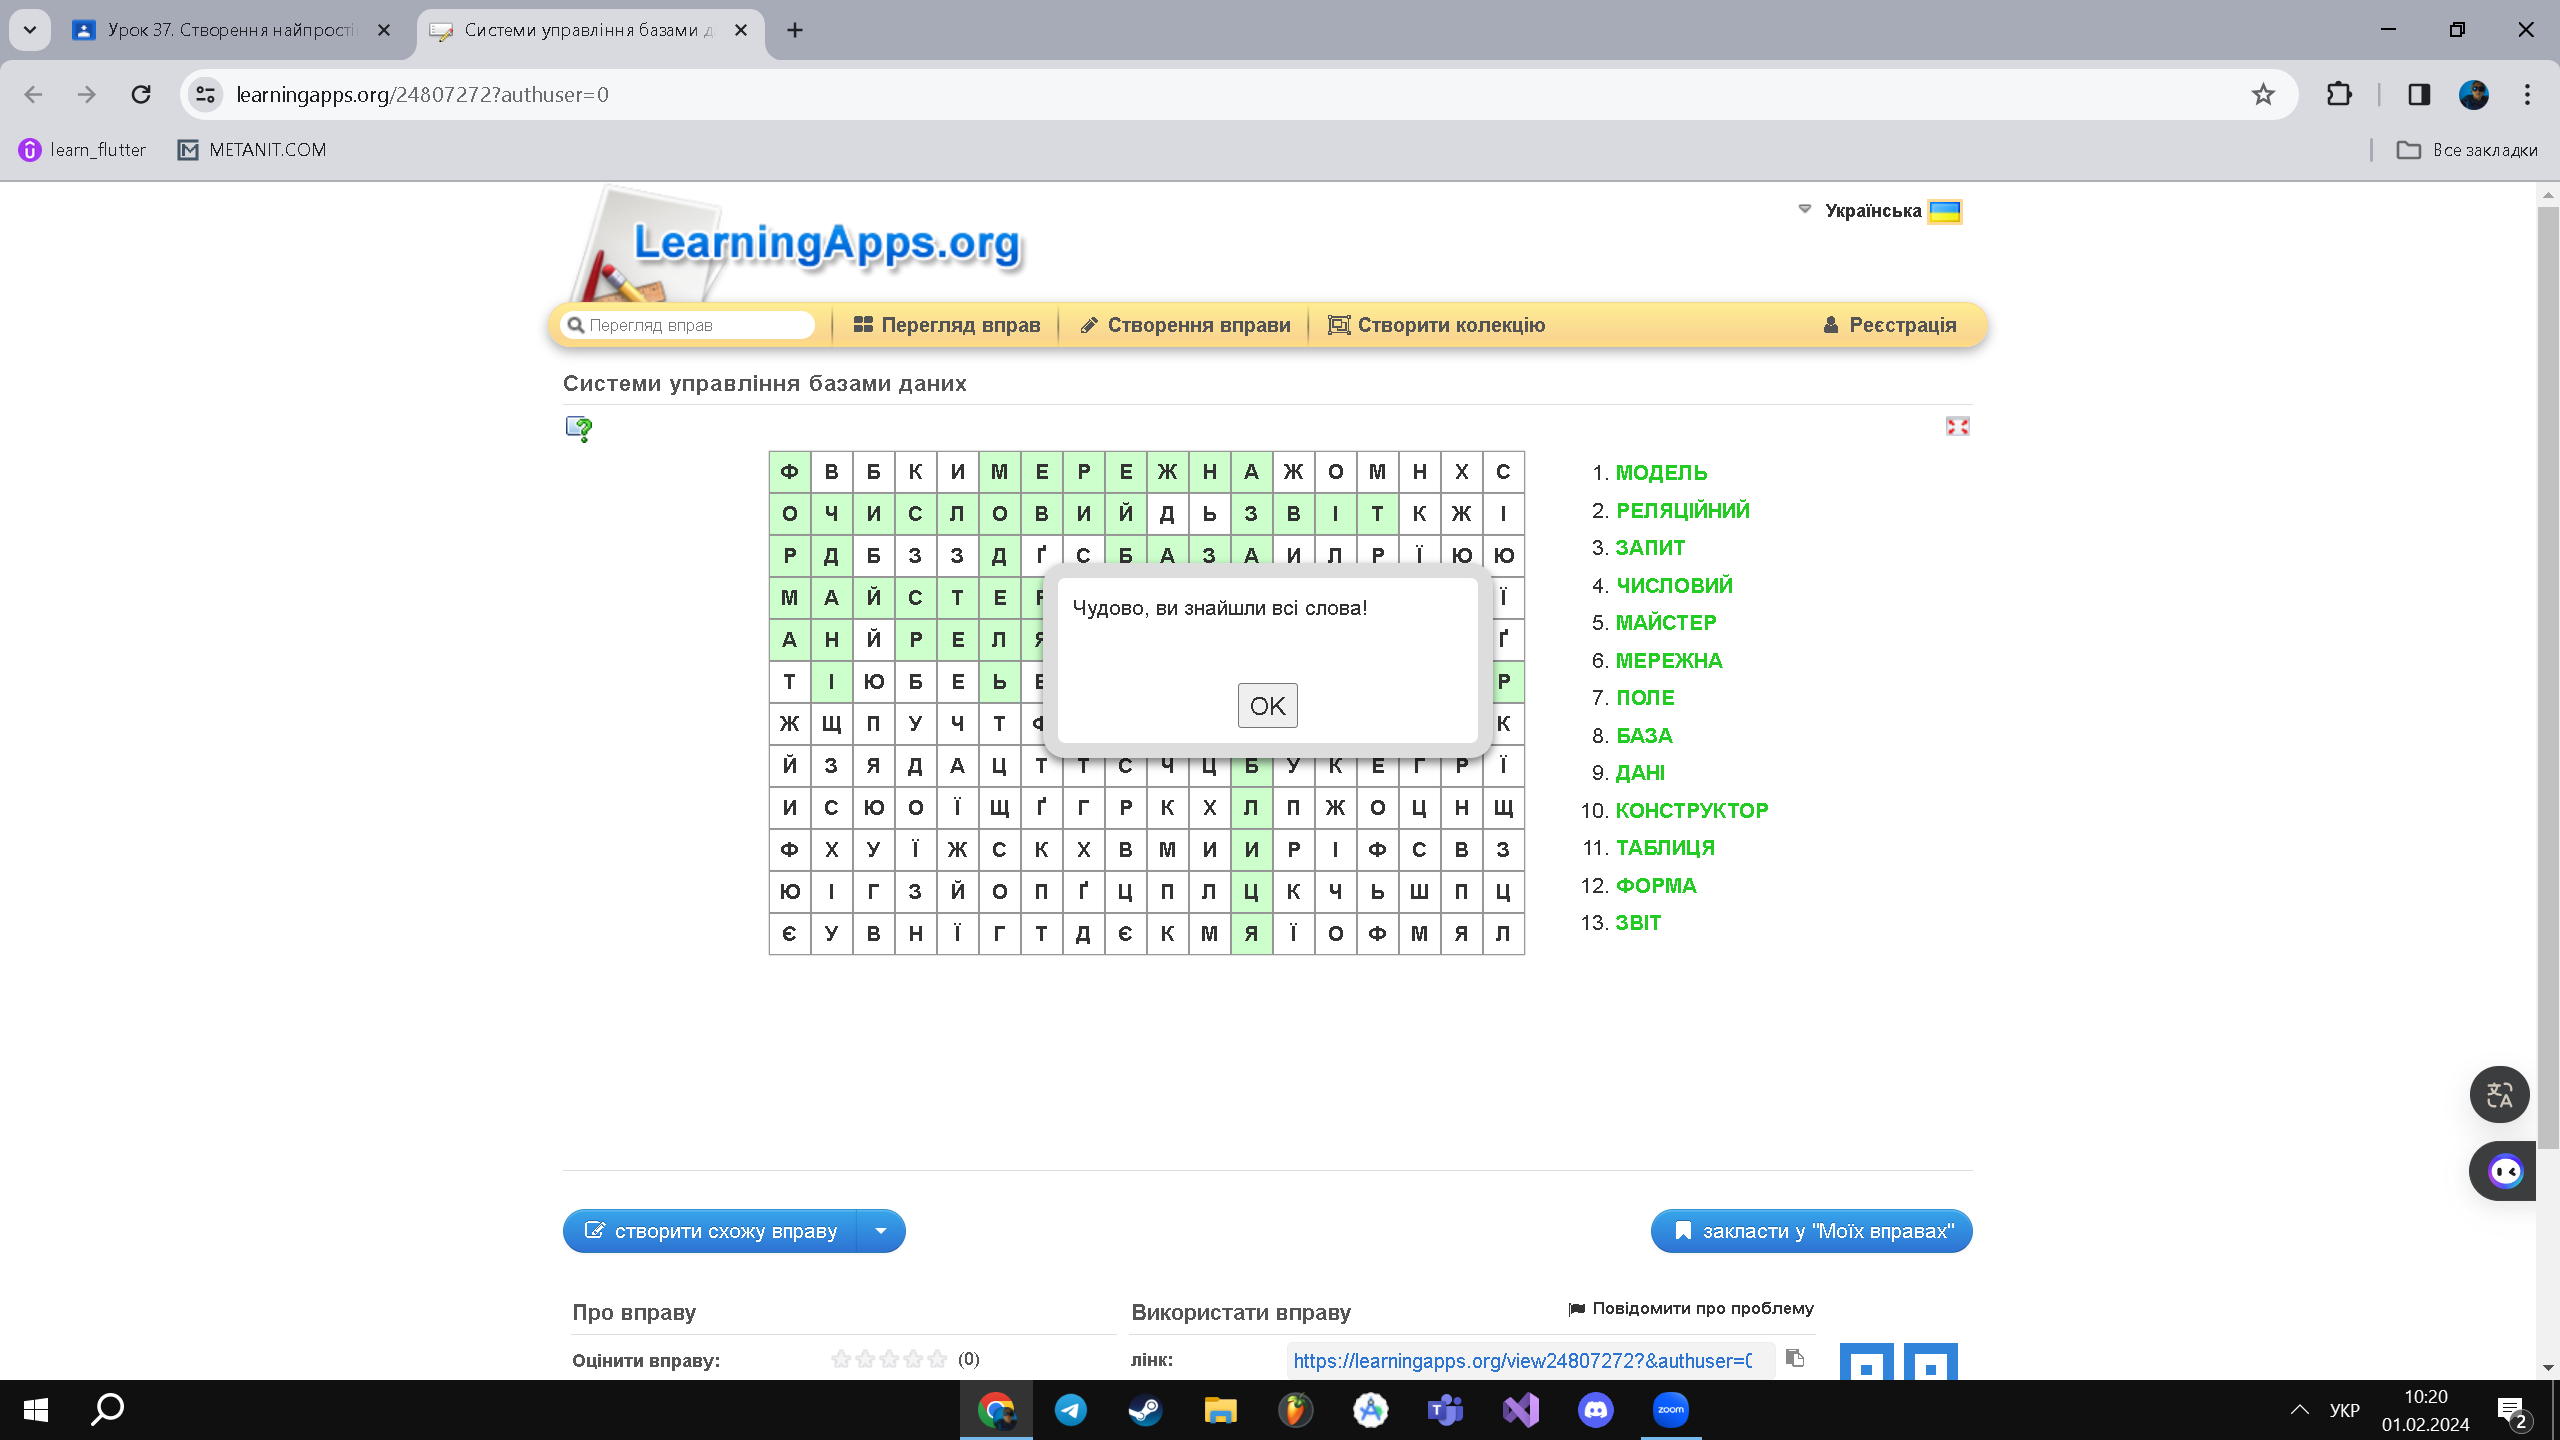 Урок 37. Створення найпрості
Системи управління базами д
learningapps.org/24807272?authuser=0
learn_flutter
METANIT.COM
Все закладки
LearningApps.org
Українська
Перегляд вправ
Перегляд вправ
Створення вправи
Створити колекцію
Реєстрація
Системи управління базами даних
Ф В Б К И М Е Р Е Ж Н А Ж О М Н Х С
О Ч И С Л О В И Й Д Ь З В І Т К Ж І
Р Д Б З З Д Ґ С Б А З А И Л Р Ї Ю Ю
М А Й С Т Е Ї
А Н Й Р Е Л Я Ґ
Т І Ю Б Е Ь Р
Ж Щ П У Ч Т К
Й З Я Д А Ц Т Т С Ч Ц Б У К Е Г Р Ї
И С Ю О Ї Щ Ґ Г Р К Х Л П Ж О Ц Н Щ
Ф Х У Ї Ж С К Х В М И И Р І Ф С В З
Ю І Г З Й О П Ґ Ц П Л Ц К Ч Ь Ш П Ц
Є У В Н Ї Г Т Д Є К М Я Ї О Ф М Я Л
Чудово, ви знайшли всі слова!
OK
1. МОДЕЛЬ
2. РЕЛЯЦІЙНИЙ
3. ЗАПИТ
4. ЧИСЛОВИЙ
5. МАЙСТЕР
6. МЕРЕЖНА
7. ПОЛЕ
8. БАЗА
9. ДАНІ
10. КОНСТРУКТОР
11. ТАБЛИЦЯ
12. ФОРМА
13. ЗВІТ
створити схожу вправу
закласти у "Моїх вправах"
Про вправу
Використати вправу
Повідомити про проблему
Оцінити вправу:
(0)
лінк:
https://learningapps.org/view24807272?&authuser=0
zoom
УКР
10:20
01.02.2024
2